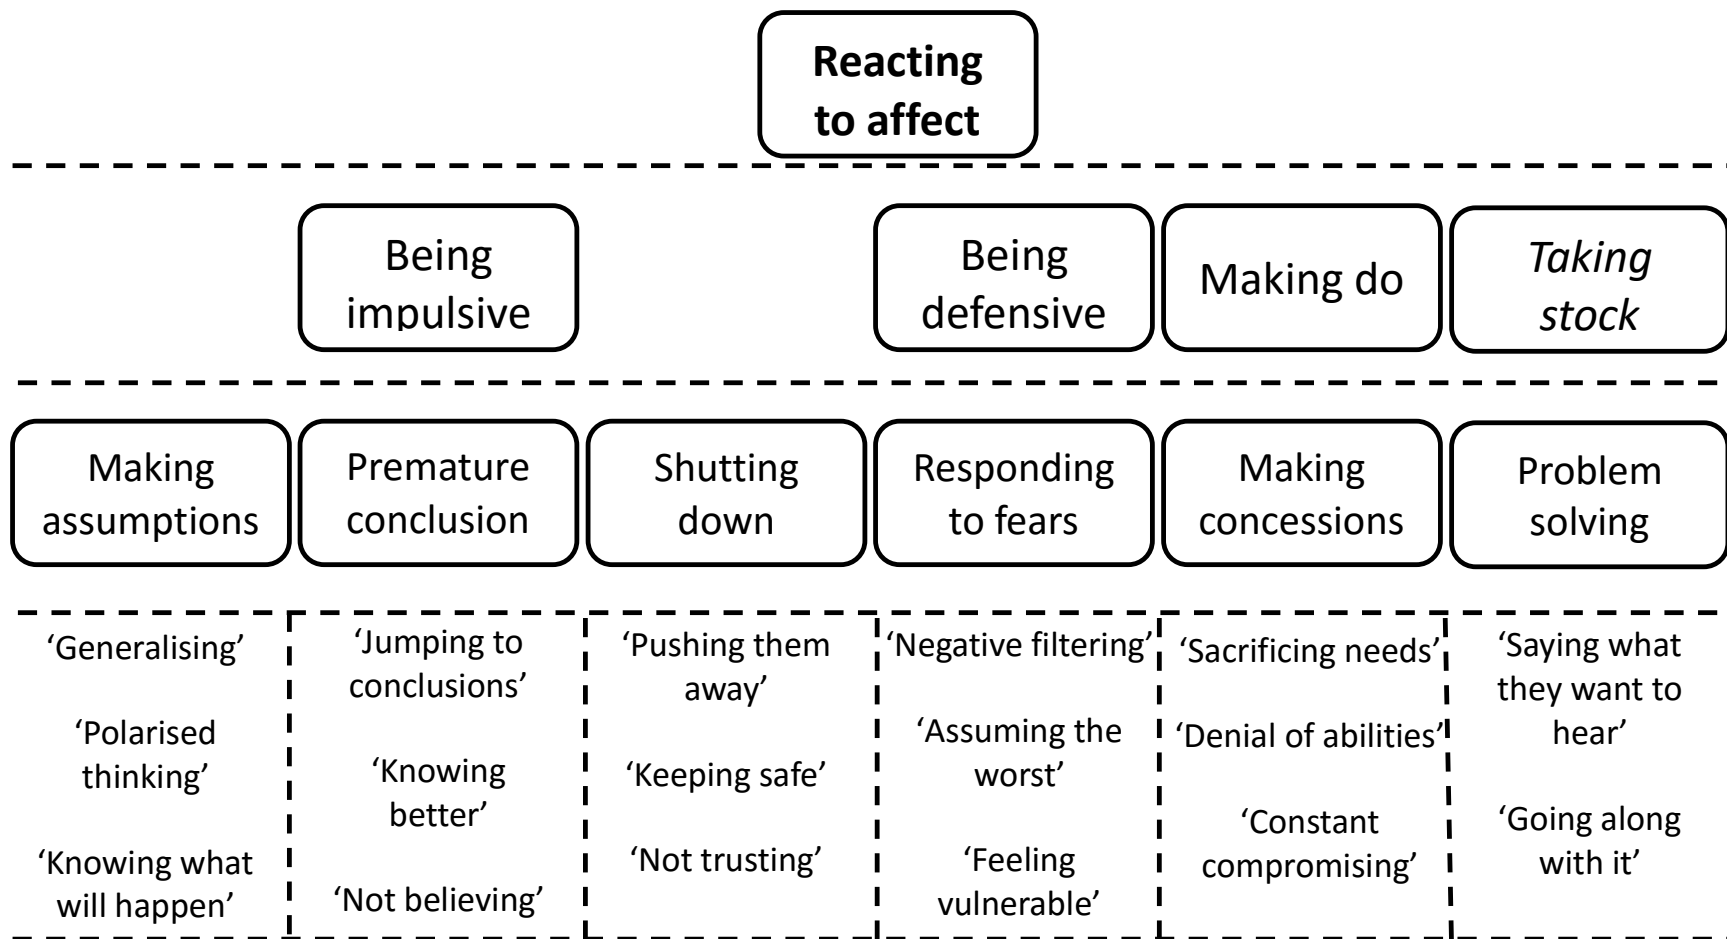 Reacting
to affect
Being
impulsive
Being
defensive
Making do
Taking
stock
Making
assumptions
Premature
conclusion
Shutting
down
Responding
to fears
Making
concessions
Problem
solving
‘Generalising’
‘Polarised
thinking’
‘Knowing what
will happen’
‘Jumping to
conclusions’
‘Knowing
better’
‘Not believing’
‘Pushing them
away’
‘Keeping safe’
‘Not trusting’
‘Negative filtering’
‘Assuming the
worst’
‘Feeling
vulnerable’
‘Sacrificing needs’
‘Denial of abilities’
‘Constant
compromising’
‘Saying what
they want to
hear’
‘Going along
with it’